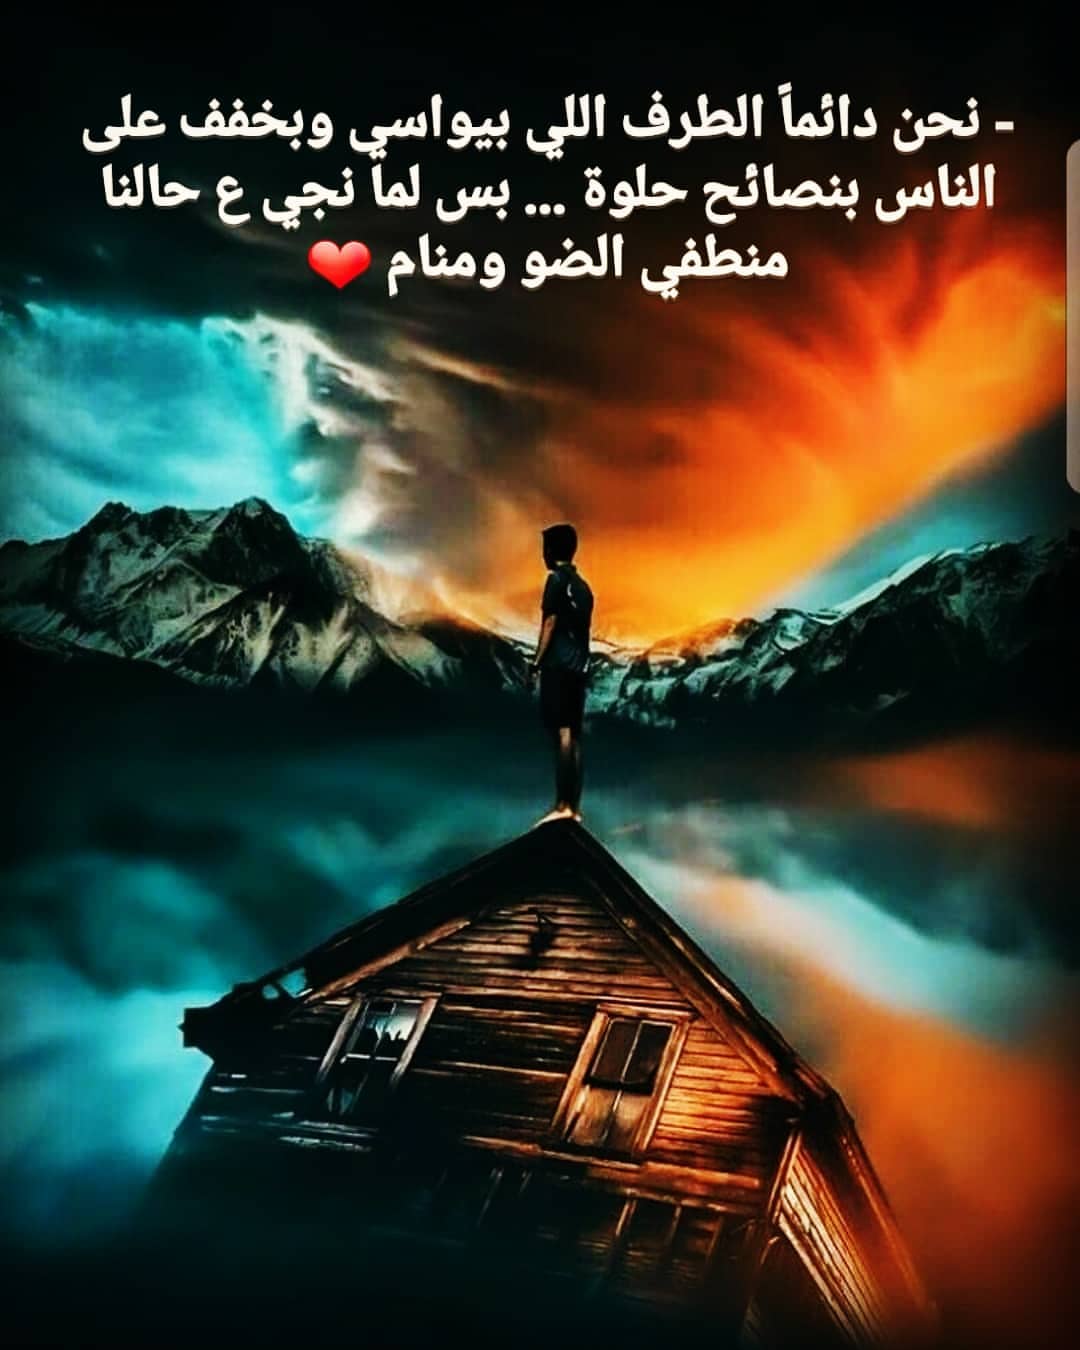 - نحن دائماً الطرف اللي بيواسي وبخفف على
الناس بنصائح حلوة ... بس لما نجي ع حالنا
منطفي الضو ومنام ❤️